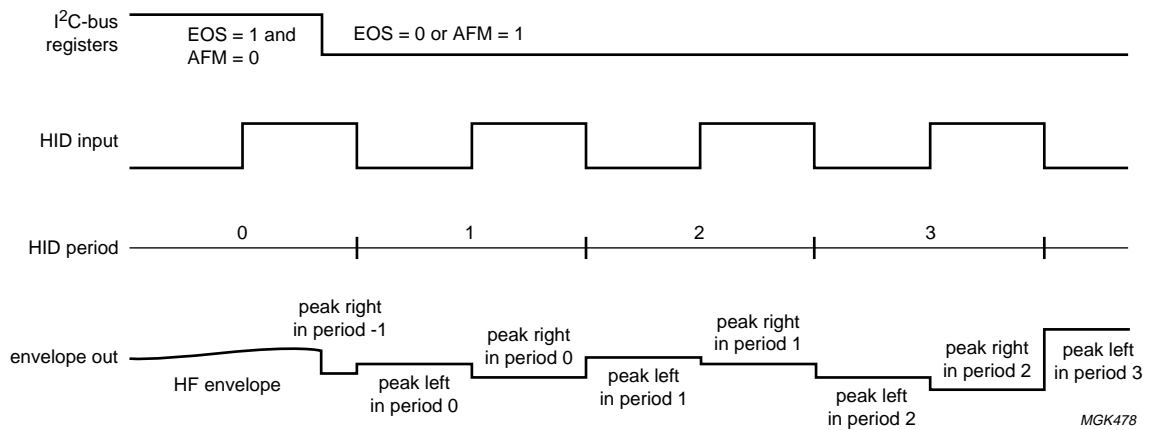 I²C-bus
registers
EOS = 1 and
AFM = 0
EOS = 0 or AFM = 1
HID input
HID period
0
1
2
3
envelope out
HF envelope
peak right
in period -1
peak left
in period 0
peak right
in period 0
peak left
in period 1
peak right
in period 1
peak left
in period 2
peak right
in period 2
peak left
in period 3
MGK478